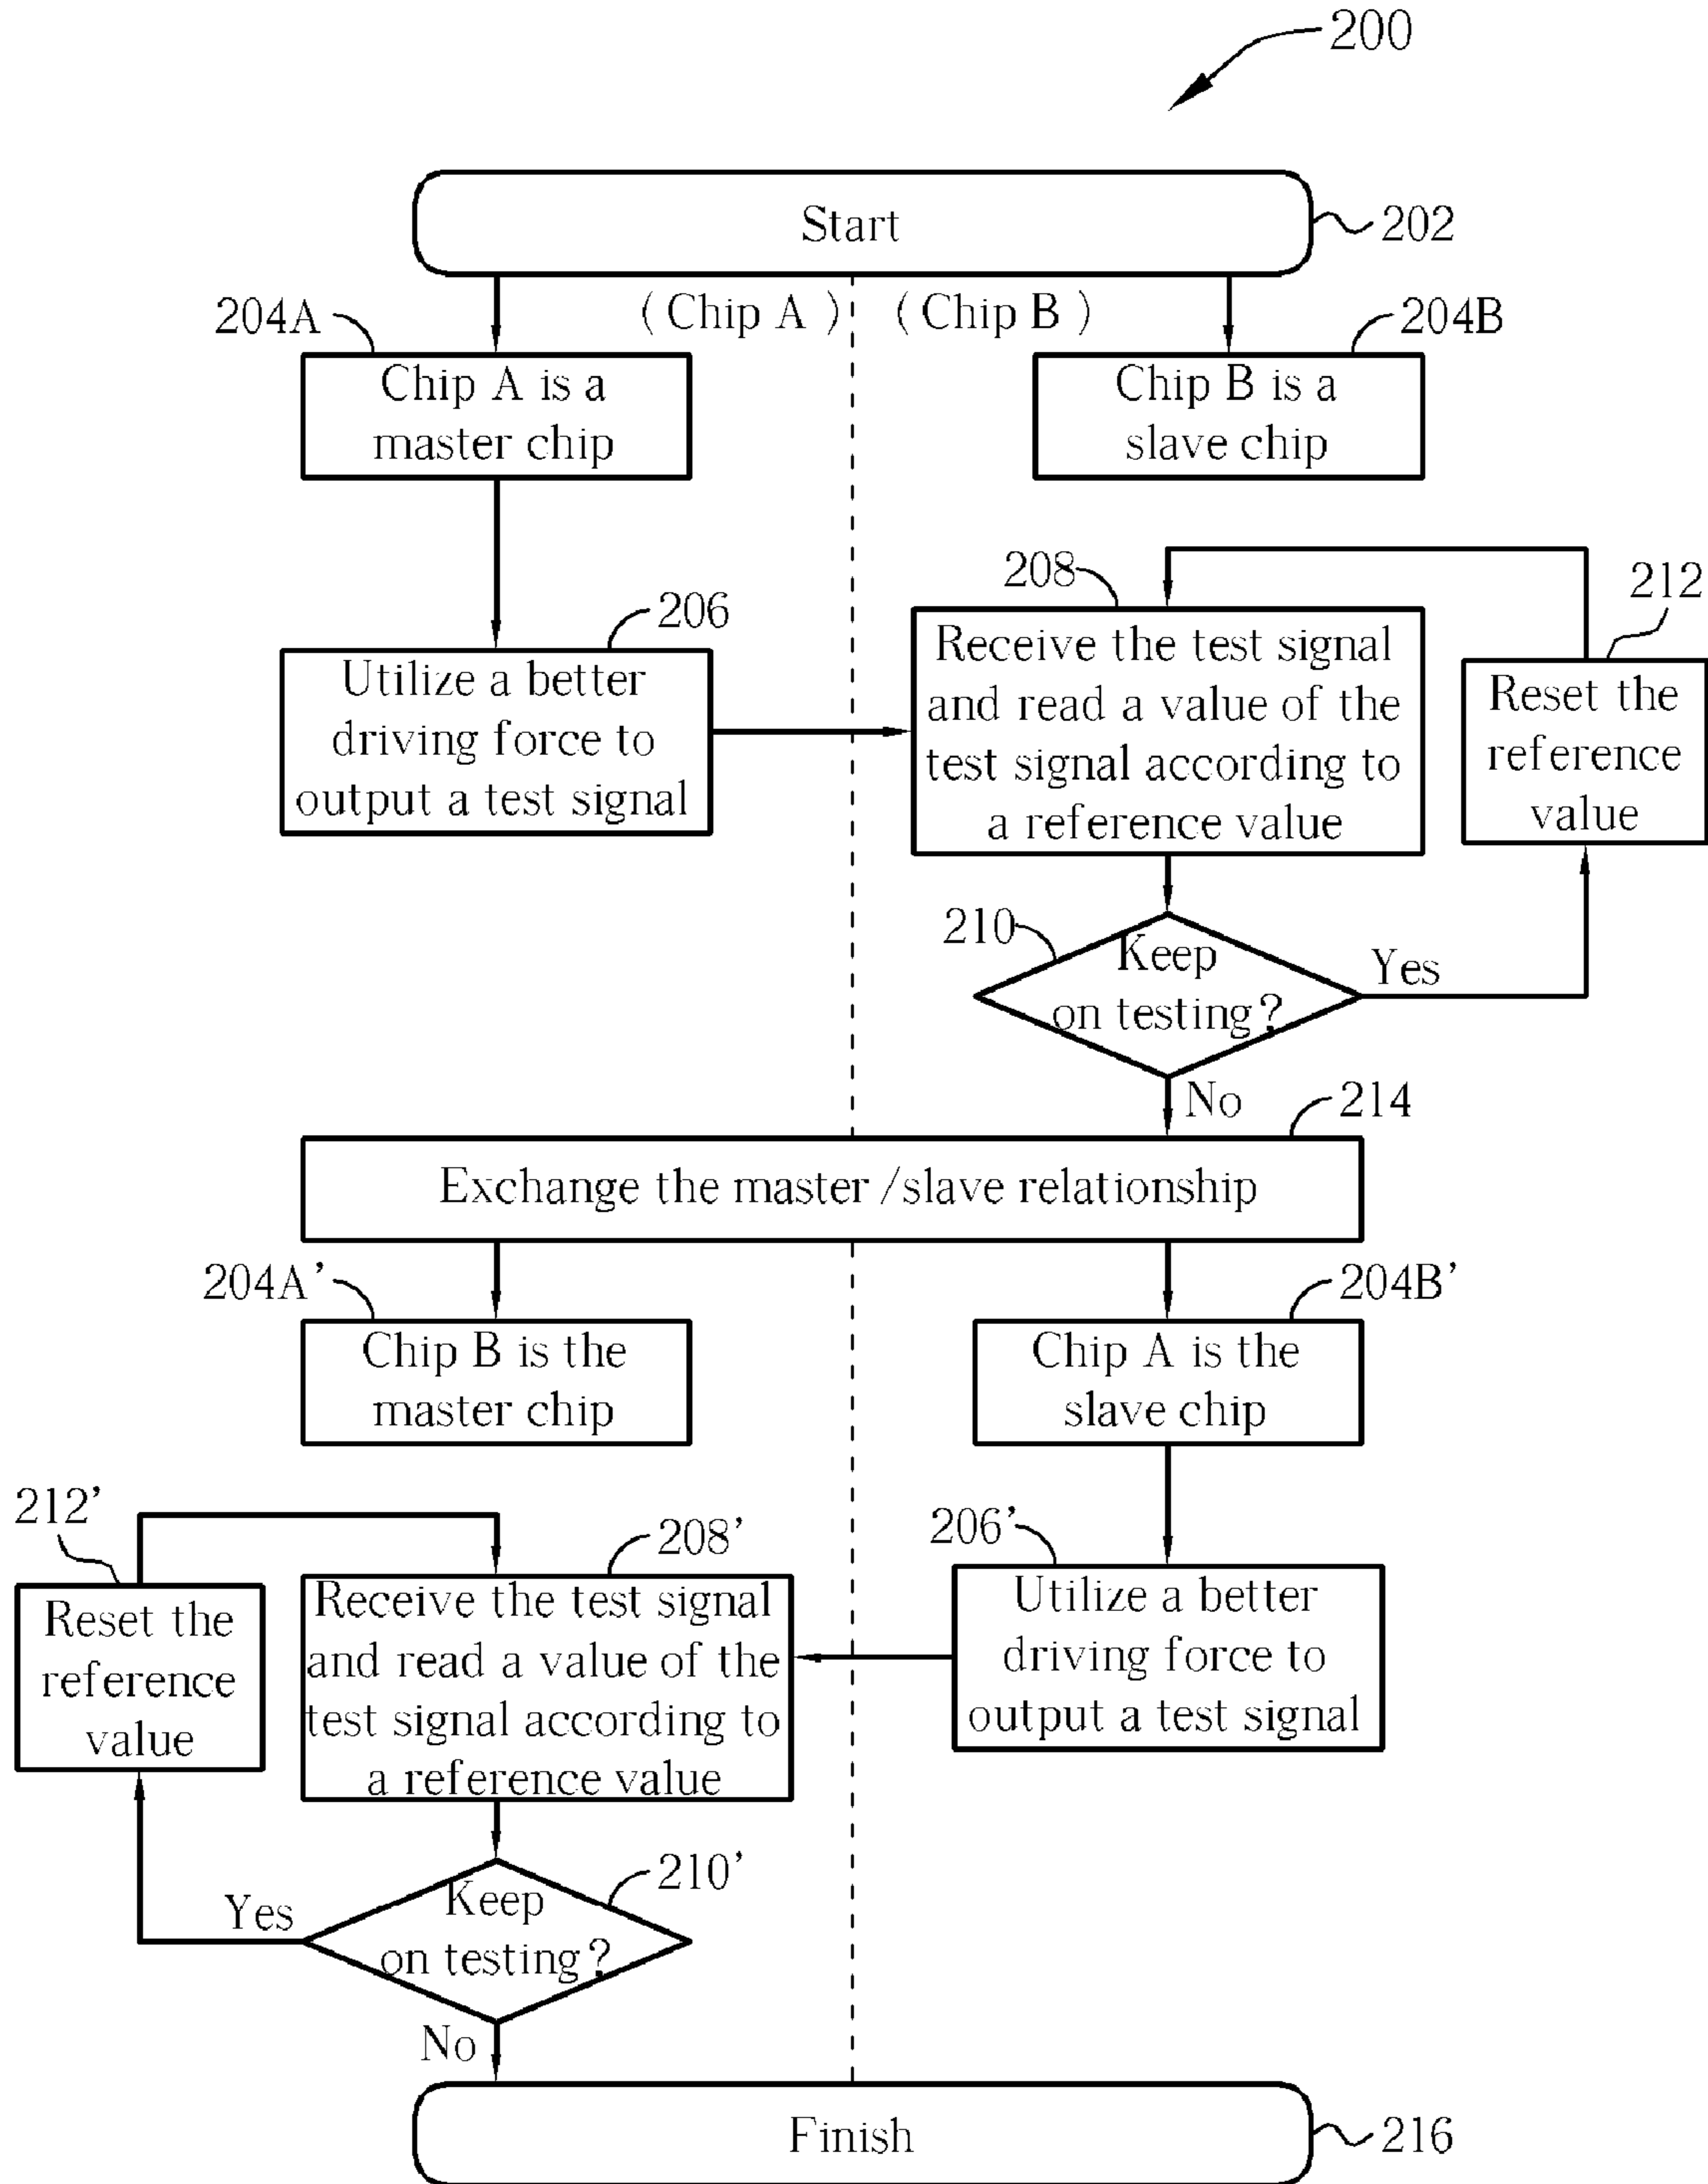 200
Start
202
(Chip A)
(Chip B)
204A
204B
Chip A is a
master chip
Chip B is a
slave chip
206
Utilize a better
driving force to
output a test signal
208
Receive the test signal
and read a value of the
test signal according to
a reference value
212
Reset the
reference
value
210
Keep
on testing?
Yes
No
214
Exchange the master/slave relationship
204A'
204B'
Chip B is the
master chip
Chip A is the
slave chip
206'
Utilize a better
driving force to
output a test signal
208'
Receive the test signal
and read a value of the
test signal according to
a reference value
212'
Reset the
reference
value
210'
Keep
on testing?
Yes
No
Finish
216